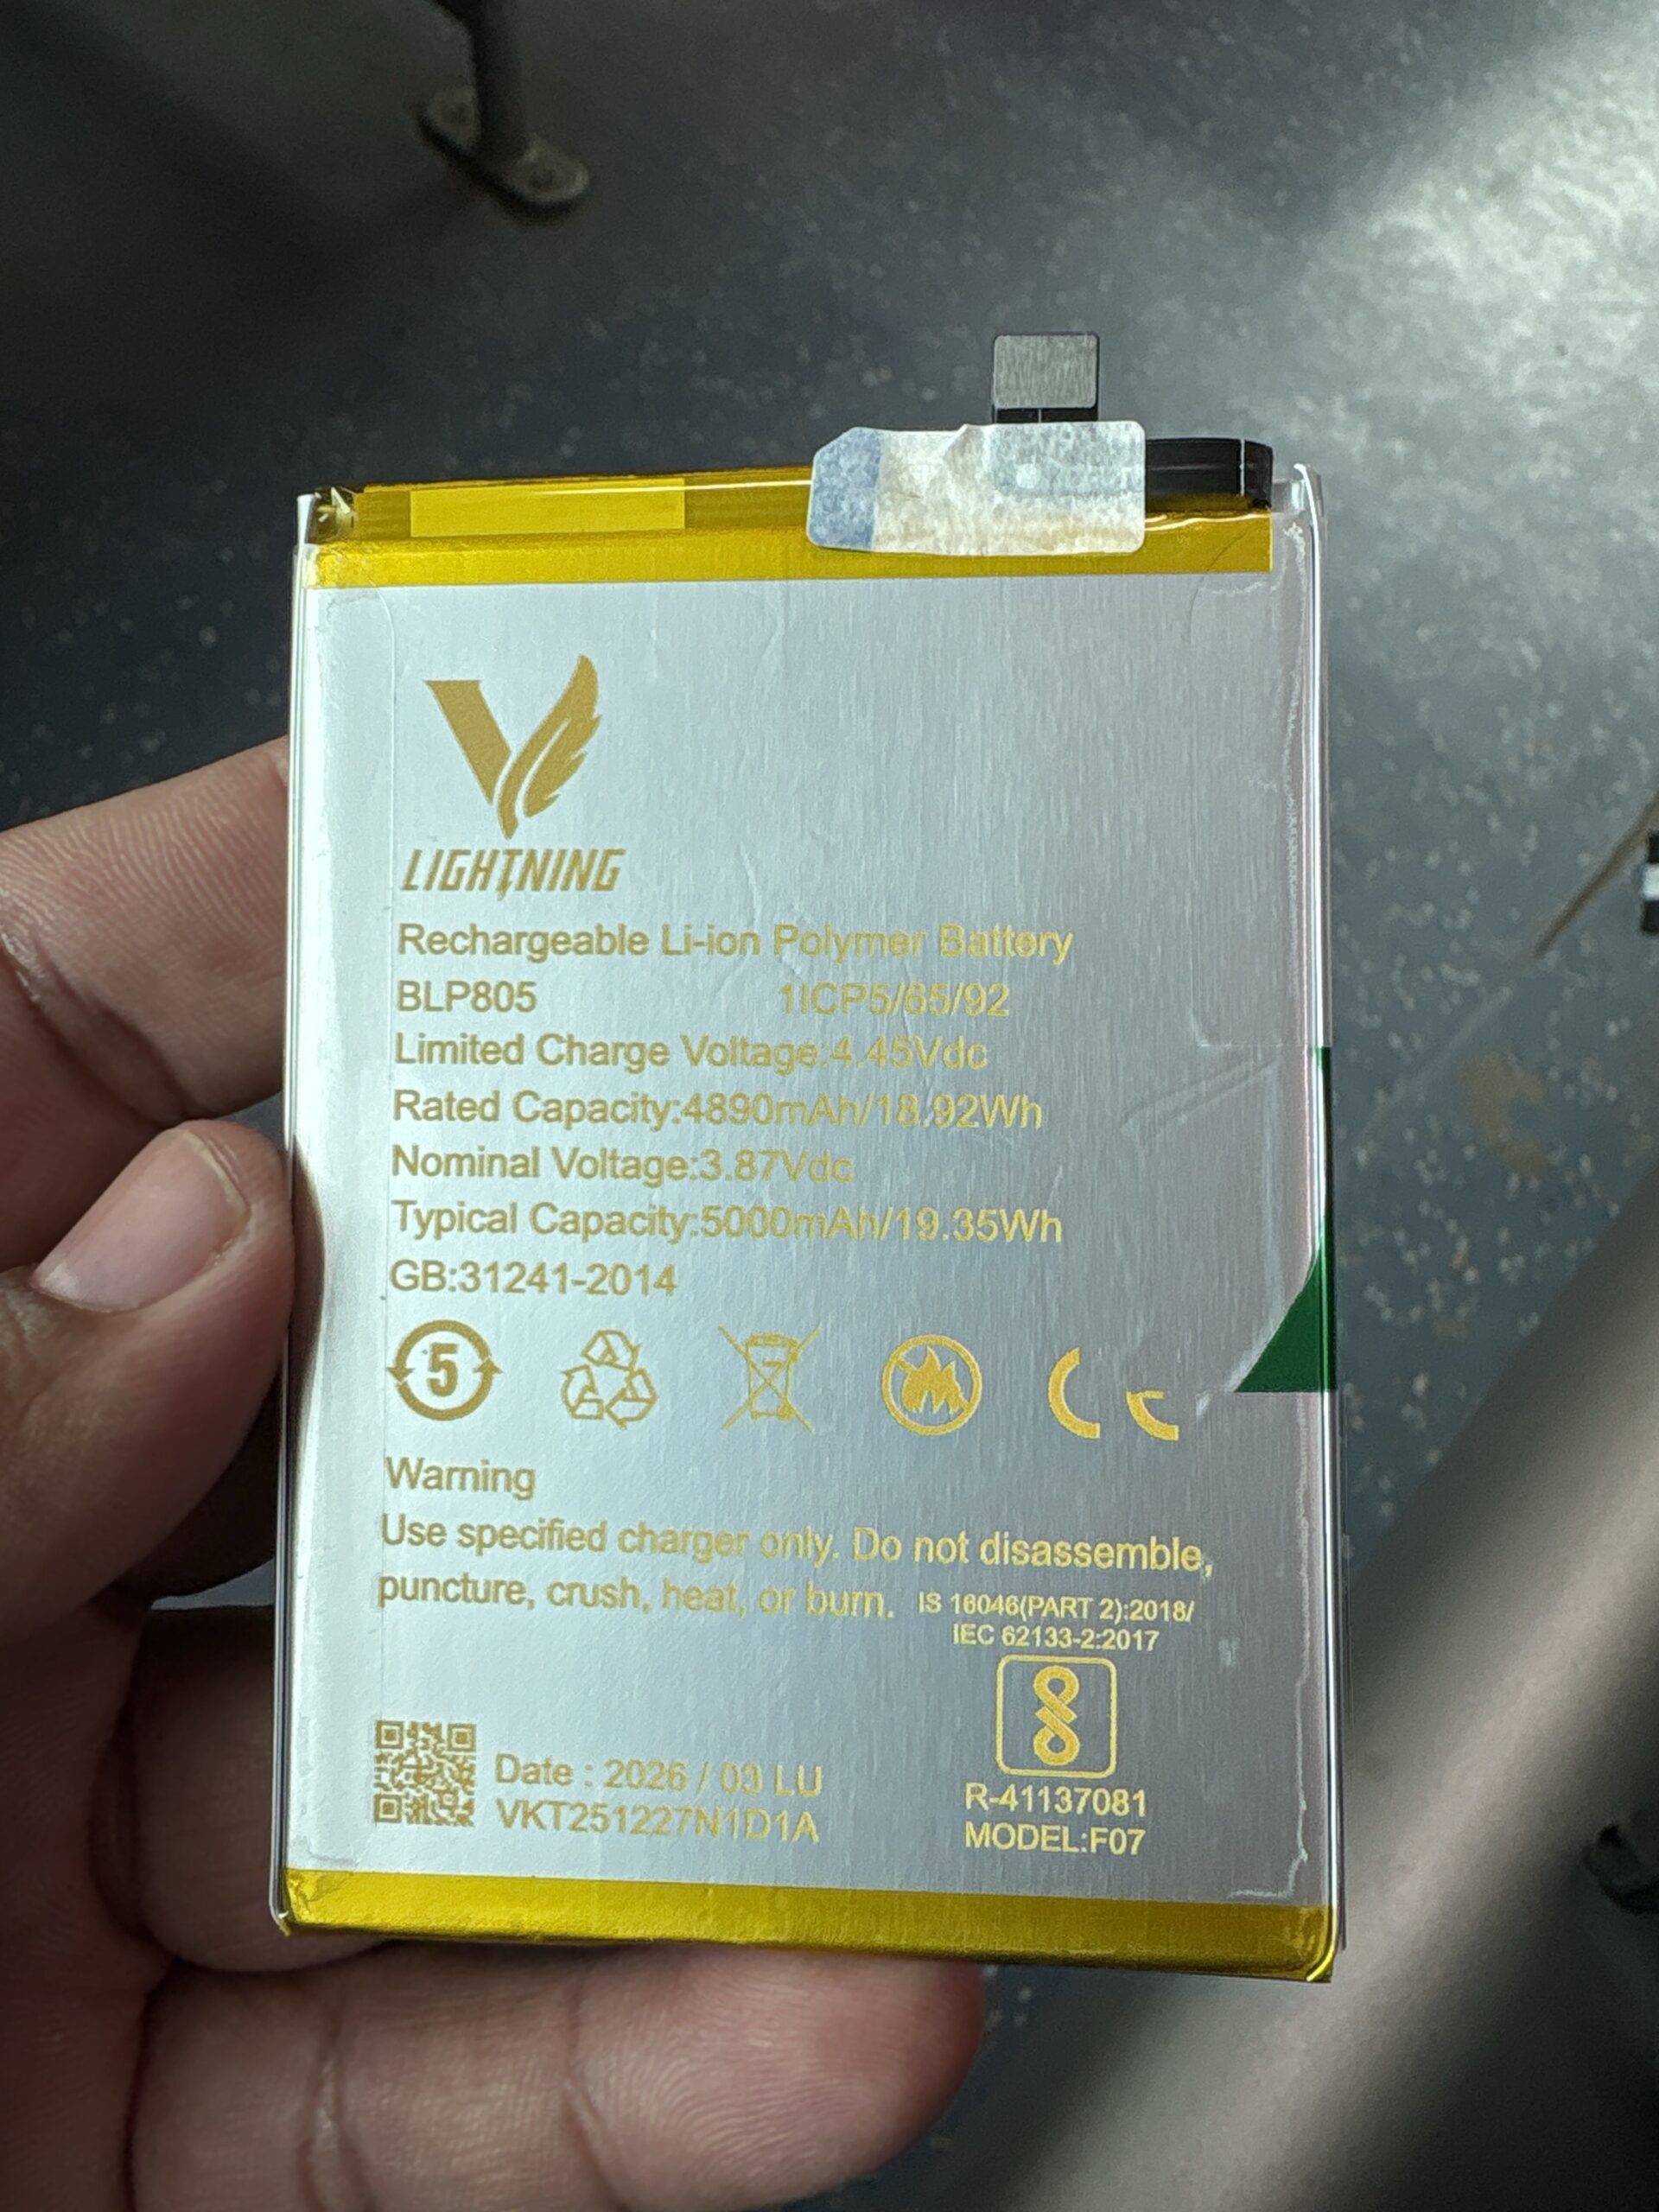 LIGHTNING
Rechargeable Li-ion Polymer Battery
BLP805 1ICP5/65/92
Limited Charge Voltage:4.45Vdc
Rated Capacity:4890mAh/18.92Wh
Nominal Voltage:3.87Vdc
Typical Capacity:5000mAh/19.35Wh
GB:31241-2014
5
CE
Warning
Use specified charger only. Do not disassemble,
puncture, crush, heat, or burn.
IS 16046(PART 2):2018/
IEC 62133-2:2017
Date : 2026 / 03 LU
VKT251227N1D1A
R-41137081
MODEL:F07